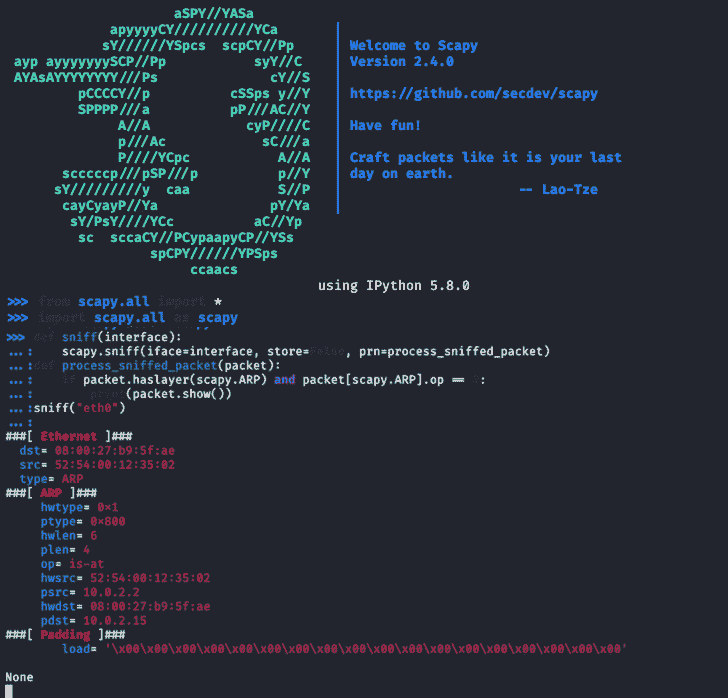 aSPY//YASa
apyyyyCY//////////YCa
sY//////YSpcs  scpCY//Pp
ayp ayyyyyyySCP//Pp           syY//C
AYAsAYYYYYYYY///Ps              cY//S
pCCCCY//p          cSSps y//Y
SPPPP///a          pP///AC//Y
A//A            cyP////C
p///Ac            sC///a
P////YCpc           A//A
scccccp///pSP///p          p//Y
sY/////////y  caa           S//P
cayCyayP//Ya              pY/Ya
sY/PsY////YCc          aC//Yp
sc  sccaCY//PCypaapyCP//YSs
spCPY//////YPSps
ccaacs
Welcome to Scapy
Version 2.4.0
https://github.com/secdev/scapy
Have fun!
Craft packets like it is your last
day on earth.
-- Lao-Tze
using IPython 5.8.0
>>> from scapy.all import *
>>> import scapy.all as scapy
>>> def sniff(interface):
...:    scapy.sniff(iface=interface, store=False, prn=process_sniffed_packet)
...:def process_sniffed_packet(packet):
...:    if packet.haslayer(scapy.ARP) and packet[scapy.ARP].op == :
...:        print(packet.show())
...:sniff("eth0")
...:
###[ Ethernet ]###
dst= 08:00:27:b9:5f:ae
src= 52:54:00:12:35:02
type= ARP
###[ ARP ]###
hwtype= 0x1
ptype= 0x800
hwlen= 6
plen= 4
op= is-at
hwsrc= 52:54:00:12:35:02
psrc= 10.0.2.2
hwdst= 08:00:27:b9:5f:ae
pdst= 10.0.2.15
###[ Padding ]###
load= '\x00\x00\x00\x00\x00\x00\x00\x00\x00\x00\x00\x00\x00\x00\x00\x00\x00\x00'
None